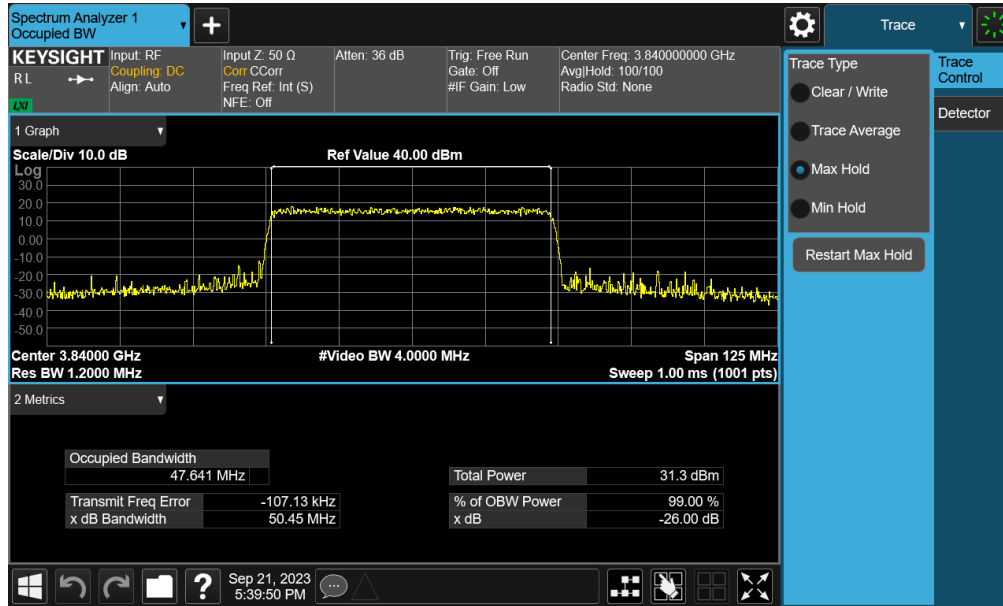 Spectrum Analyzer 1
Occupied BW
+
Trace
KEYSIGHT
R L
LXI
Input: RF
Coupling: DC
Align: Auto
Input Z: 50 Ω
Corr CCorr
Freq Ref: Int (S)
NFE: Off
Atten: 36 dB
Trig: Free Run
Gate: Off
#IF Gain: Low
Center Freq: 3.840000000 GHz
Avg|Hold: 100/100
Radio Std: None
Trace Type
Clear / Write
Trace Average
Max Hold
Min Hold
Restart Max Hold
Trace
Control
Detector
1 Graph
Scale/Div 10.0 dB
Ref Value 40.00 dBm
Log
30.0
20.0
10.0
0.00
-10.0
-20.0
-30.0
-40.0
-50.0
Center 3.84000 GHz
#Video BW 4.0000 MHz
Span 125 MHz
Res BW 1.2000 MHz
Sweep 1.00 ms (1001 pts)
2 Metrics
Occupied Bandwidth
47.641 MHz
Total Power 31.3 dBm
Transmit Freq Error -107.13 kHz
% of OBW Power 99.00 %
x dB Bandwidth 50.45 MHz
x dB -26.00 dB
?
Sep 21, 2023
5:39:50 PM